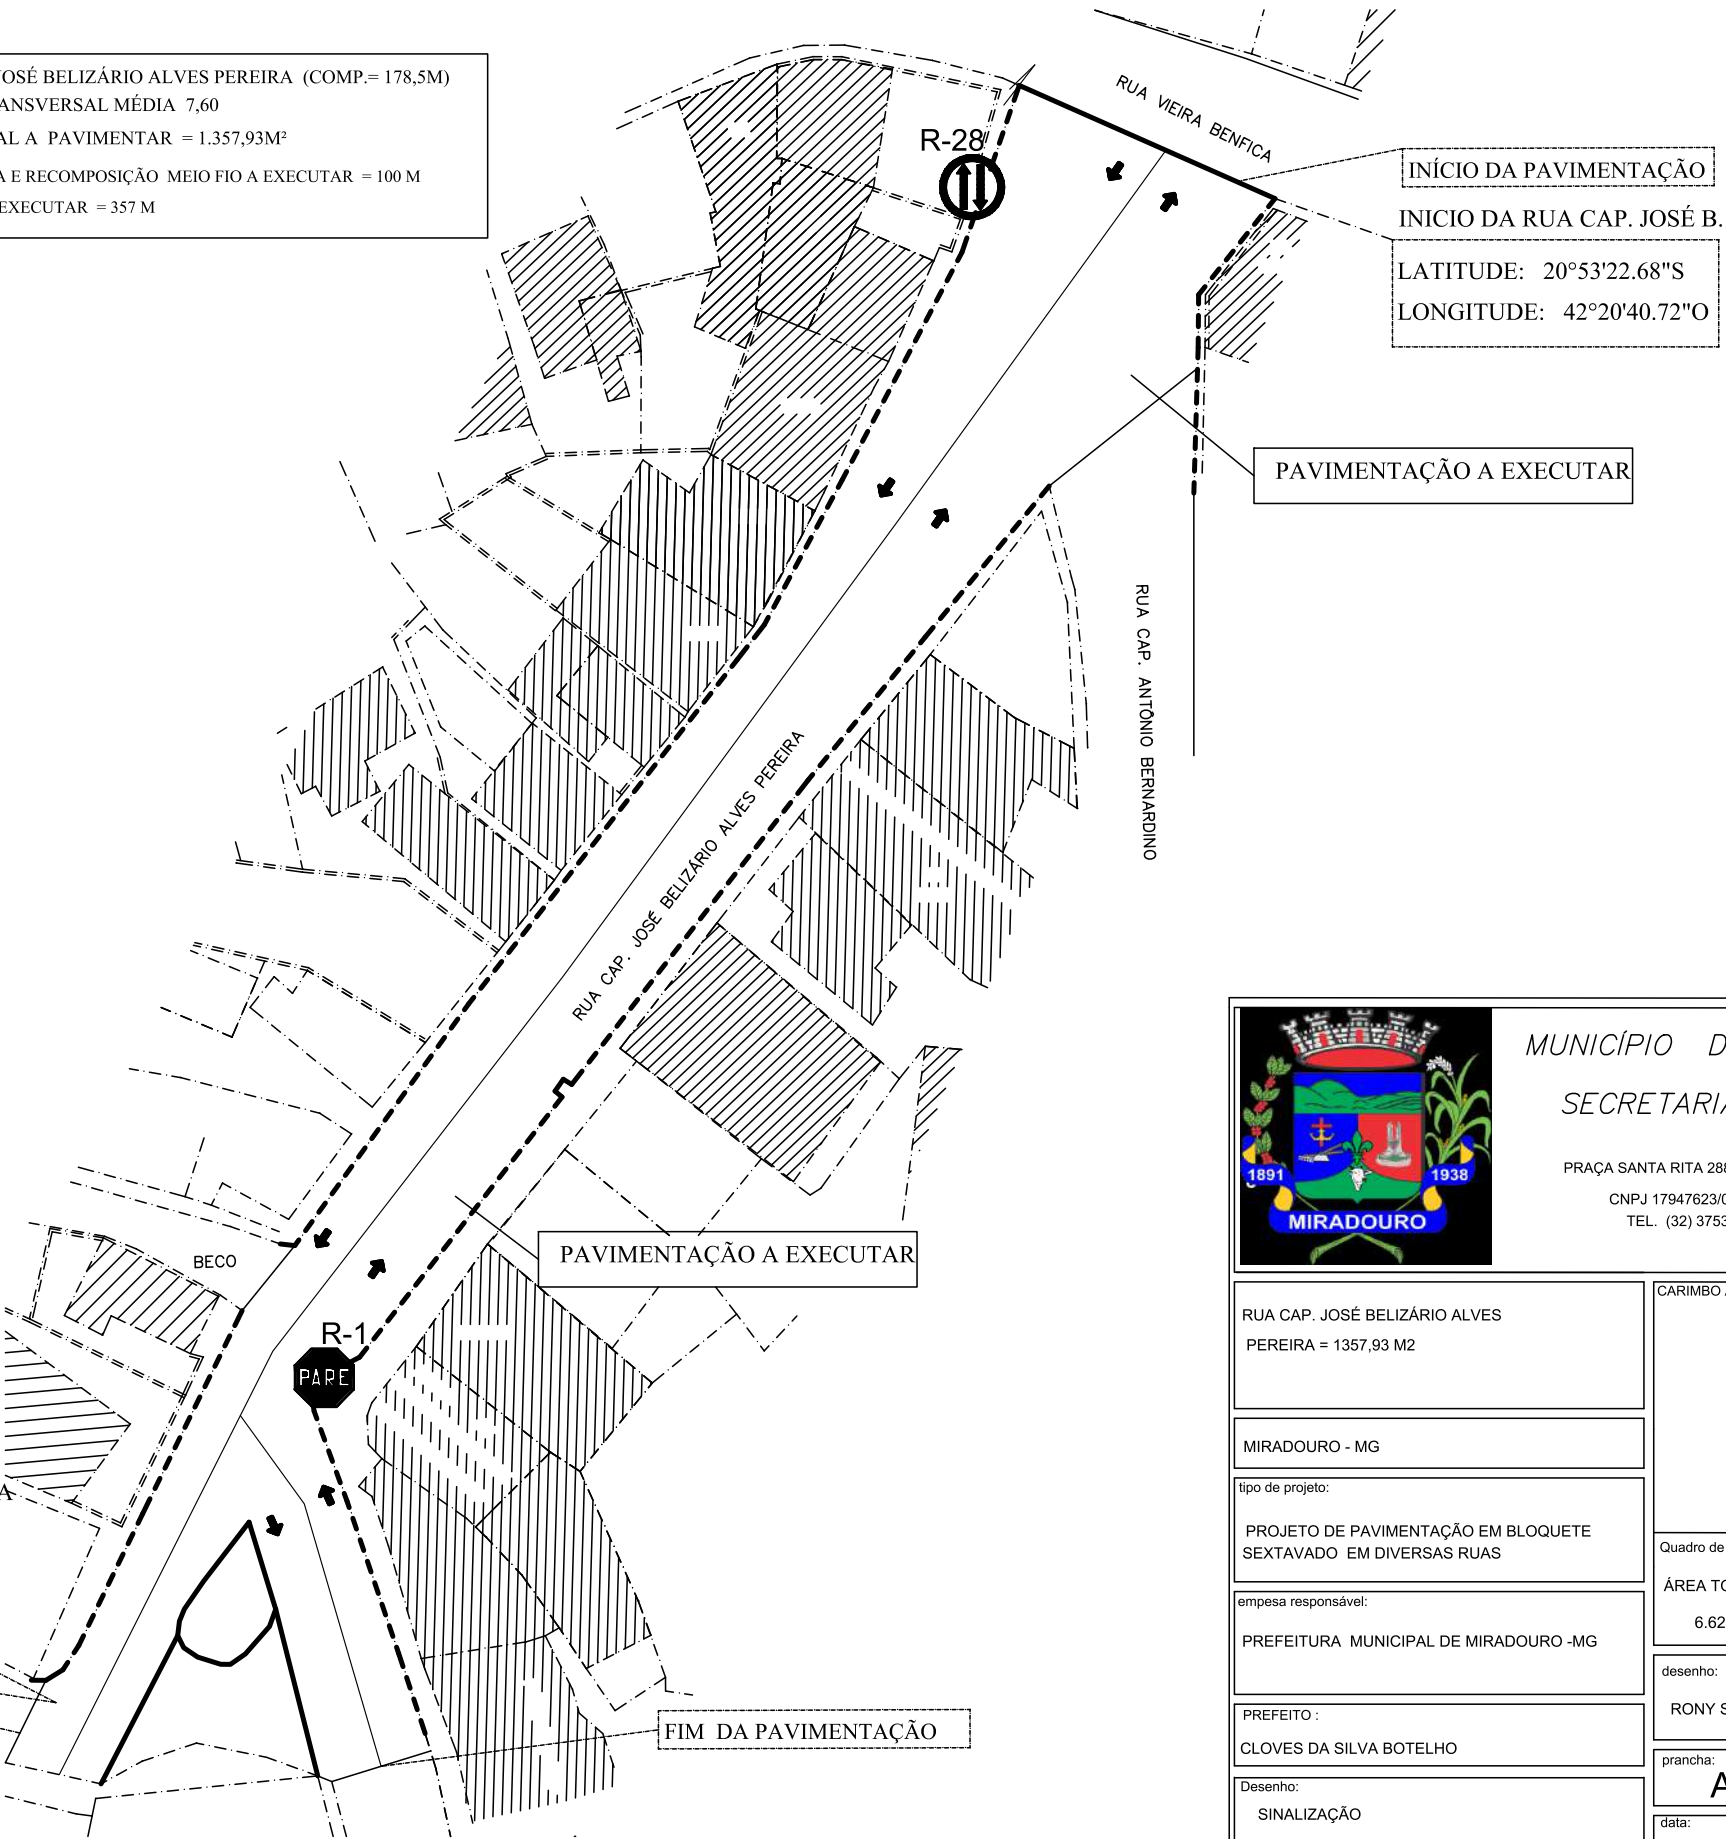 JOSÉ BELIZÁRIO ALVES PEREIRA (COMP.= 178,5M)
ANSVERSAL MÉDIA 7,60
AL A PAVIMENTAR = 1.357,93M²
A E RECOMPOSIÇÃO MEIO FIO A EXECUTAR = 100 M
EXECUTAR = 357 M
RUA VIEIRA BENFICA
R-28
INÍCIO DA PAVIMENTAÇÃO
INICIO DA RUA CAP. JOSÉ B.
LATITUDE: 20°53'22.68"S
LONGITUDE: 42°20'40.72"O
PAVIMENTAÇÃO A EXECUTAR
RUA CAP. ANTÔNIO BERNARDINO
RUA CAP. JOSÉ BELIZÁRIO ALVES PEREIRA
BECO
PAVIMENTAÇÃO A EXECUTAR
R-1
PARE
A
FIM DA PAVIMENTAÇÃO
1891
1938
MIRADOURO
MUNICÍPIO D
SECRETARIA
PRAÇA SANTA RITA 288
CNPJ 17947623/0
TEL. (32) 3753
RUA CAP. JOSÉ BELIZÁRIO ALVES
PEREIRA = 1357,93 M2
CARIMBO
MIRADOURO - MG
tipo de projeto:
PROJETO DE PAVIMENTAÇÃO EM BLOQUETE
SEXTAVADO EM DIVERSAS RUAS
Quadro de
ÁREA TO
6.62
empesa responsável:
PREFEITURA MUNICIPAL DE MIRADOURO -MG
desenho:
RONY S
PREFEITO :
CLOVES DA SILVA BOTELHO
prancha:
A
Desenho:
SINALIZAÇÃO
data: